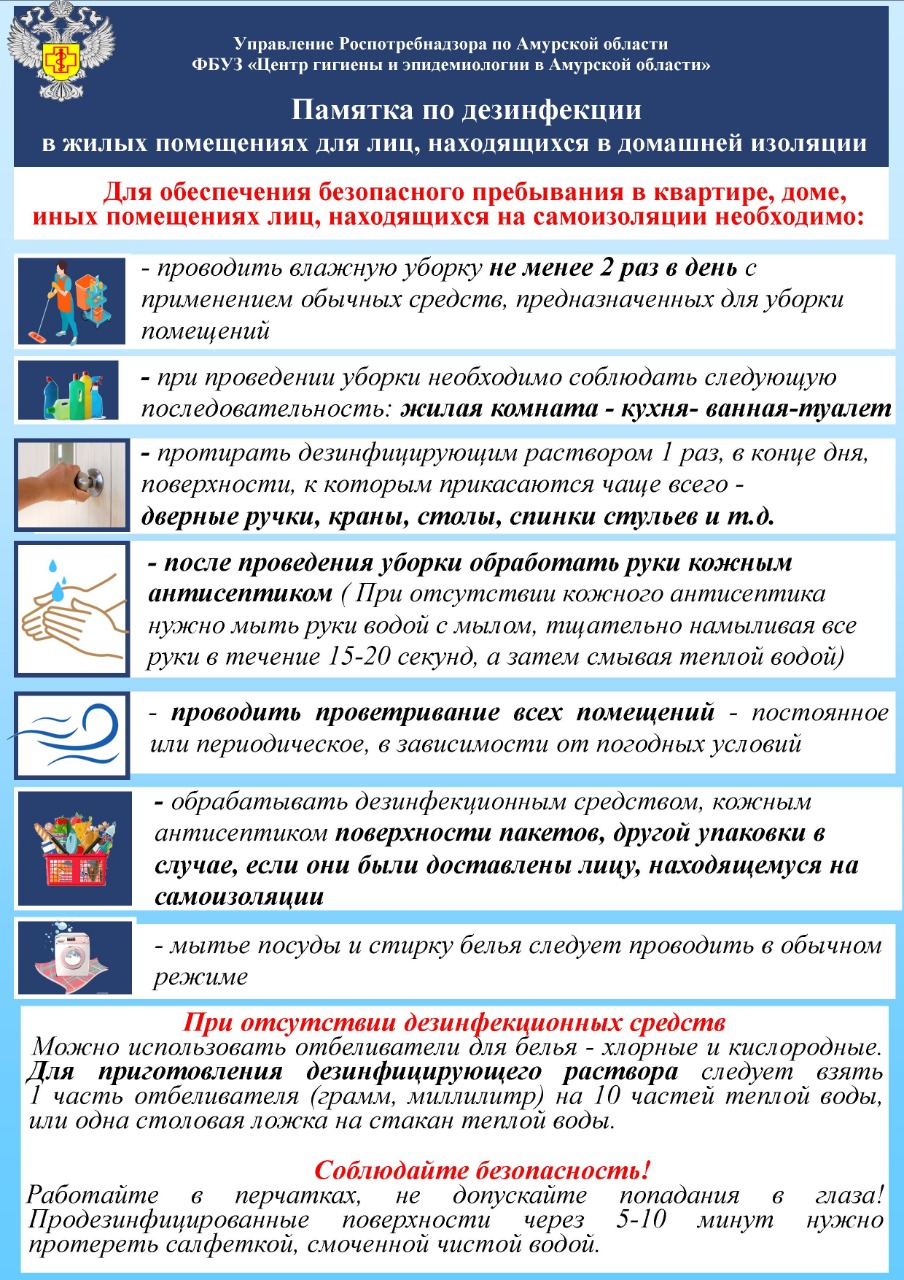 Управление Роспотребнадзора по Амурской области
ФБУЗ «Центр гигиены и эпидемиологии в Амурской области»
Памятка по дезинфекции
в жилых помещениях для лиц, находящихся в домашней изоляции
Для обеспечения безопасного пребывания в квартире, доме,
иных помещениях лиц, находящихся на самоизоляции необходимо:
- проводить влажную уборку не менее 2 раз в день с
применением обычных средств, предназначенных для уборки
помещений
- при проведении уборки необходимо соблюдать следующую
последовательность: жилая комната - кухня- ванная-туалет
- протирать дезинфицирующим раствором 1 раз, в конце дня,
поверхности, к которым прикасаются чаще всего -
дверные ручки, краны, столы, спинки стульев и т.д.
- после проведения уборки обработать руки кожным
антисептиком ( При отсутствии кожного антисептика
нужно мыть руки водой с мылом, тщательно намыливая все
руки в течение 15-20 секунд, а затем смывая теплой водой)
- проводить проветривание всех помещений - постоянное
или периодическое, в зависимости от погодных условий
- обрабатывать дезинфекционным средством, кожным
антисептиком поверхности пакетов, другой упаковки в
случае, если они были доставлены лицу, находящемуся на
самоизоляции
- мытье посуды и стирку белья следует проводить в обычном
режиме
При отсутствии дезинфекционных средств
Можно использовать отбеливатели для белья - хлорные и кислородные.
Для приготовления дезинфицирующего раствора следует взять
1 часть отбеливателя (грамм, миллилитр) на 10 частей теплой воды,
или одна столовая ложка на стакан теплой воды.
Соблюдайте безопасность!
Работайте в перчатках, не допускайте попадания в глаза!
Продезинфицированные поверхности через 5-10 минут нужно
протереть салфеткой, смоченной чистой водой.